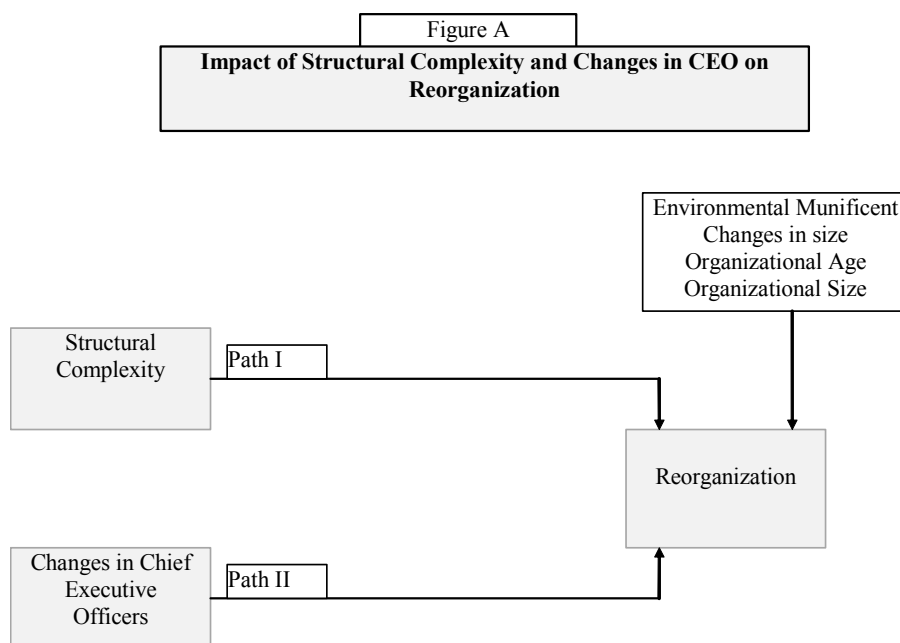 Figure A
Impact of Structural Complexity and Changes in CEO on
Reorganization
Environmental Munificent
Changes in size
Organizational Age
Organizational Size
Structural
Complexity
Path I
Reorganization
Changes in Chief
Executive
Officers
Path II